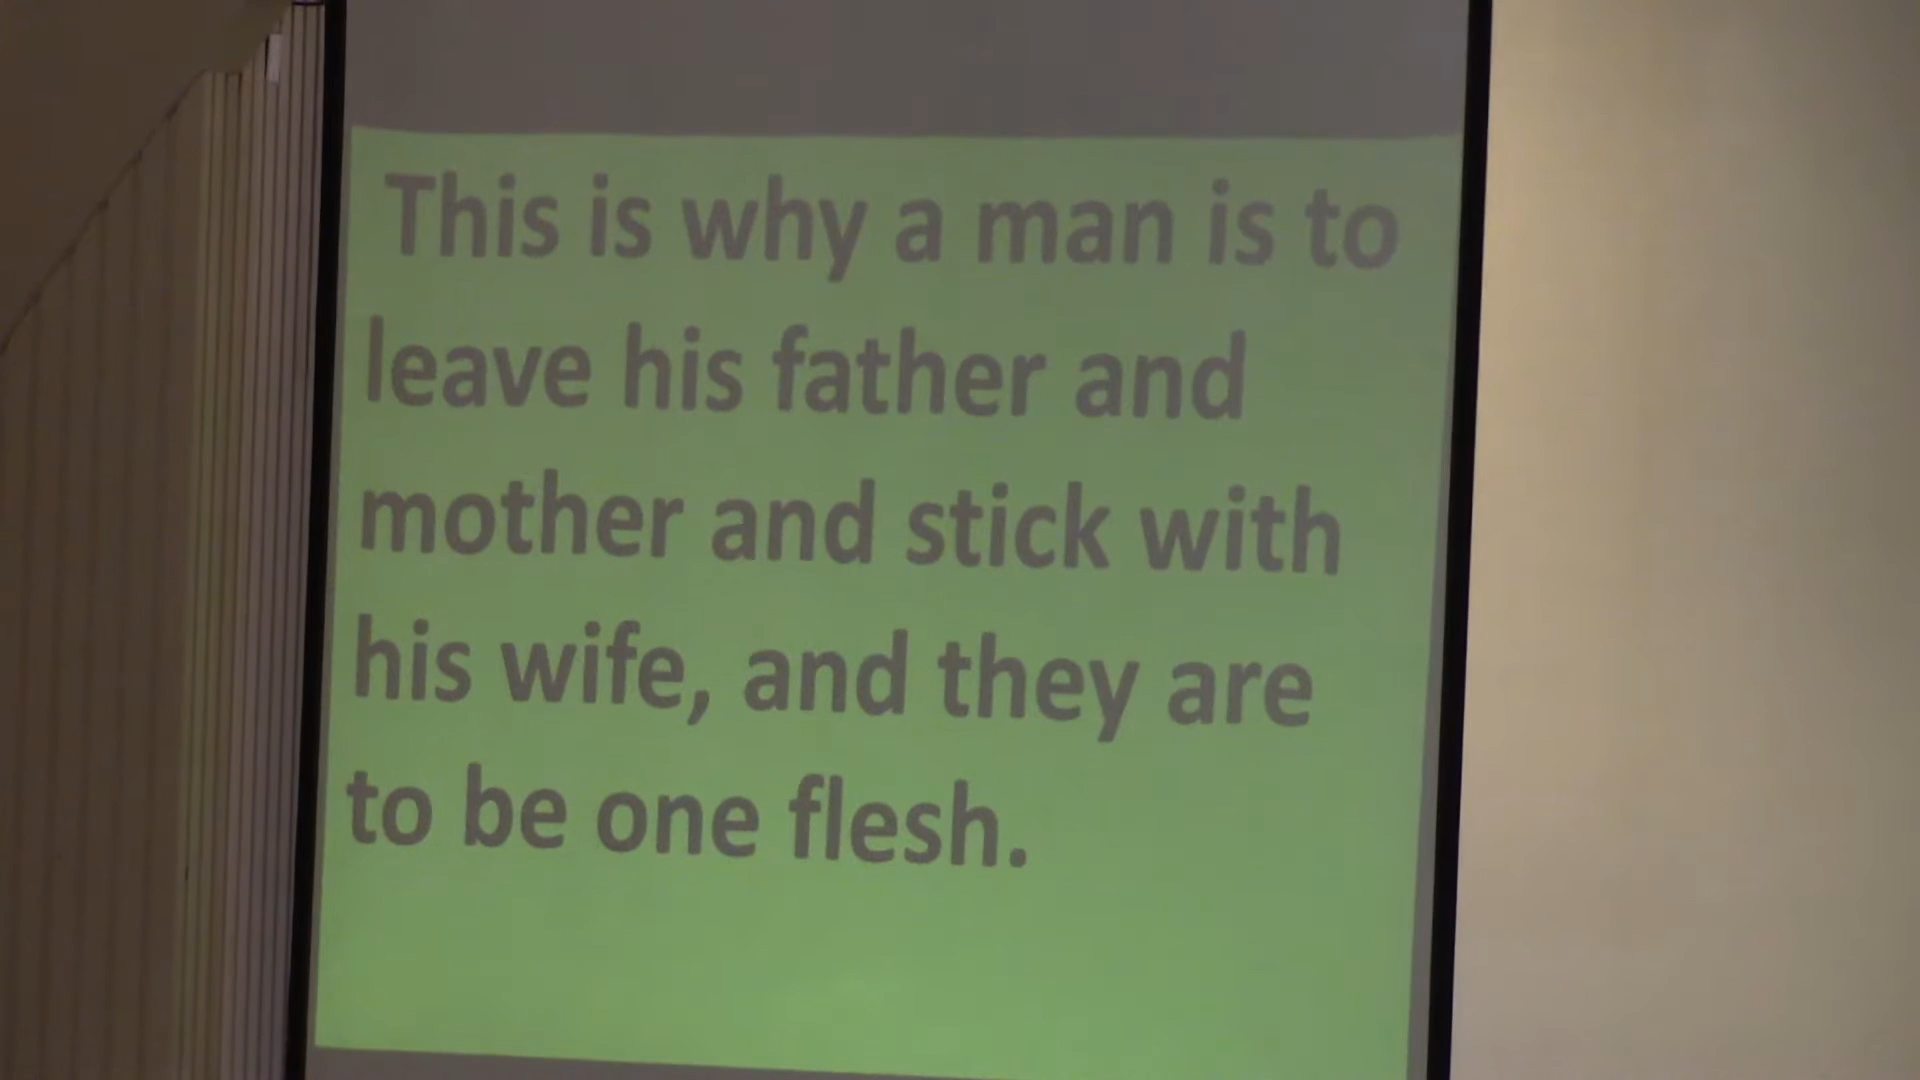 This is why a man is to
leave his father and
mother and stick with
his wife, and they are
to be one flesh.